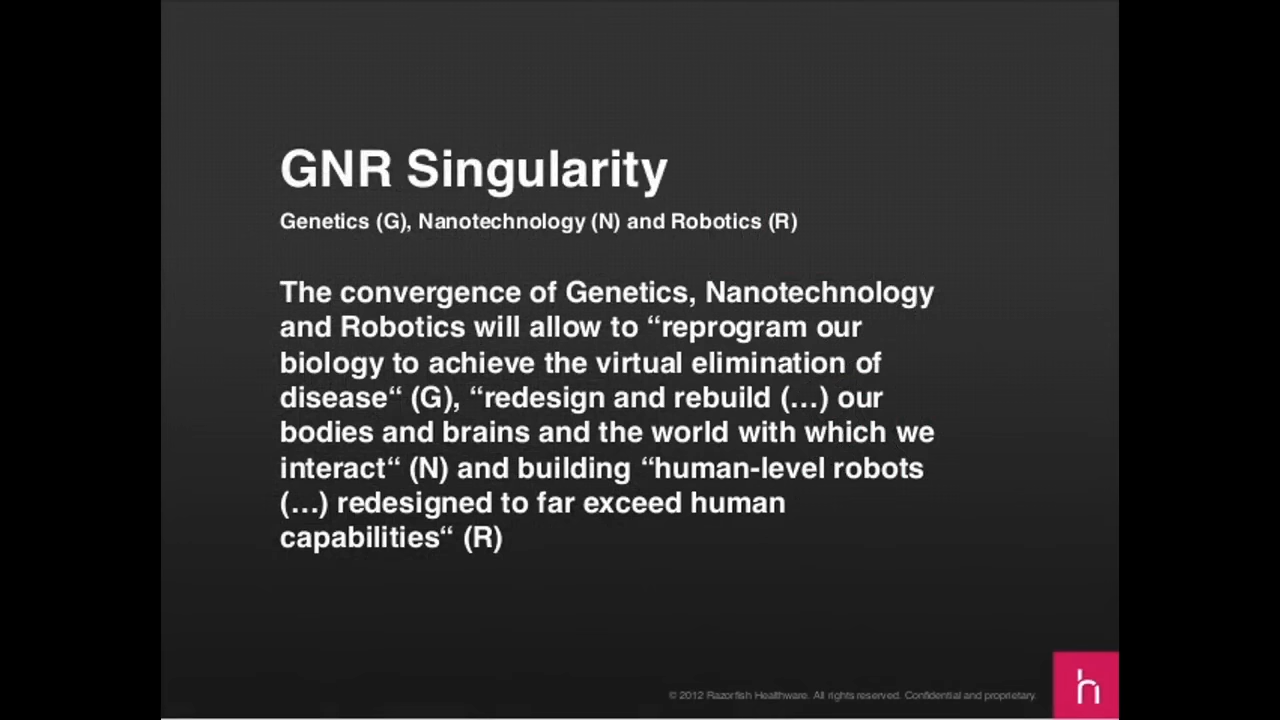 GNR Singularity
Genetics (G), Nanotechnology (N) and Robotics (R)
The convergence of Genetics, Nanotechnology
and Robotics will allow to “reprogram our
biology to achieve the virtual elimination of
disease“ (G), “redesign and rebuild (…) our
bodies and brains and the world with which we
interact“ (N) and building “human-level robots
(…) redesigned to far exceed human
capabilities“ (R)
© 2012 Razorfish Healthware. All rights reserved. Confidential and proprietary.
h